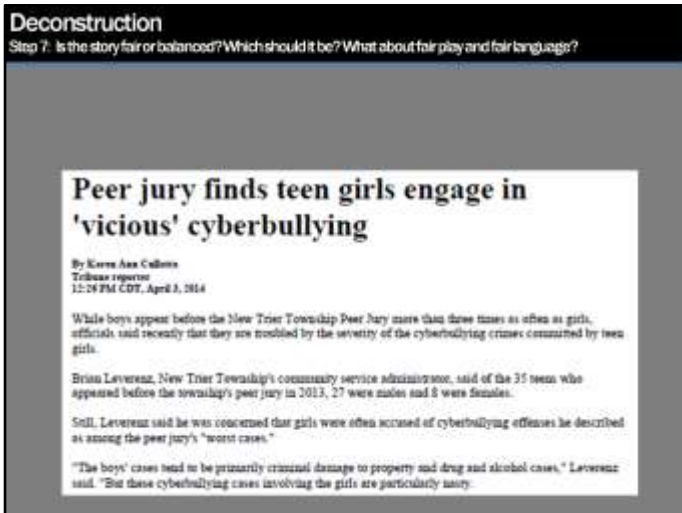 Deconstruction
Step 7: Is the story fair or balanced? Which should it be? What about fair play and fair language?
Peer jury finds teen girls engage in
'vicious' cyberbullying
By Karen Ann Cullotta
Tribune reporter
12:26 PM CDT, April 3, 2014
While boys appear before the New Trier Township Peer Jury more than three times as often as girls,
officials said recently that they are troubled by the severity of the cyberbullying crimes committed by teen
girls.
Brian Leverenz, New Trier Township's community service administrator, said of the 35 teens who
appeared before the township's peer jury in 2013, 27 were males and 8 were females.
Still, Leverenz said he was concerned that girls were often accused of cyberbullying offenses he described
as among the peer jury's "worst cases."
"The boys' cases tend to be primarily criminal damage to property and drug and alcohol cases," Leverenz
said. "But these cyberbullying cases involving the girls are particularly nasty.